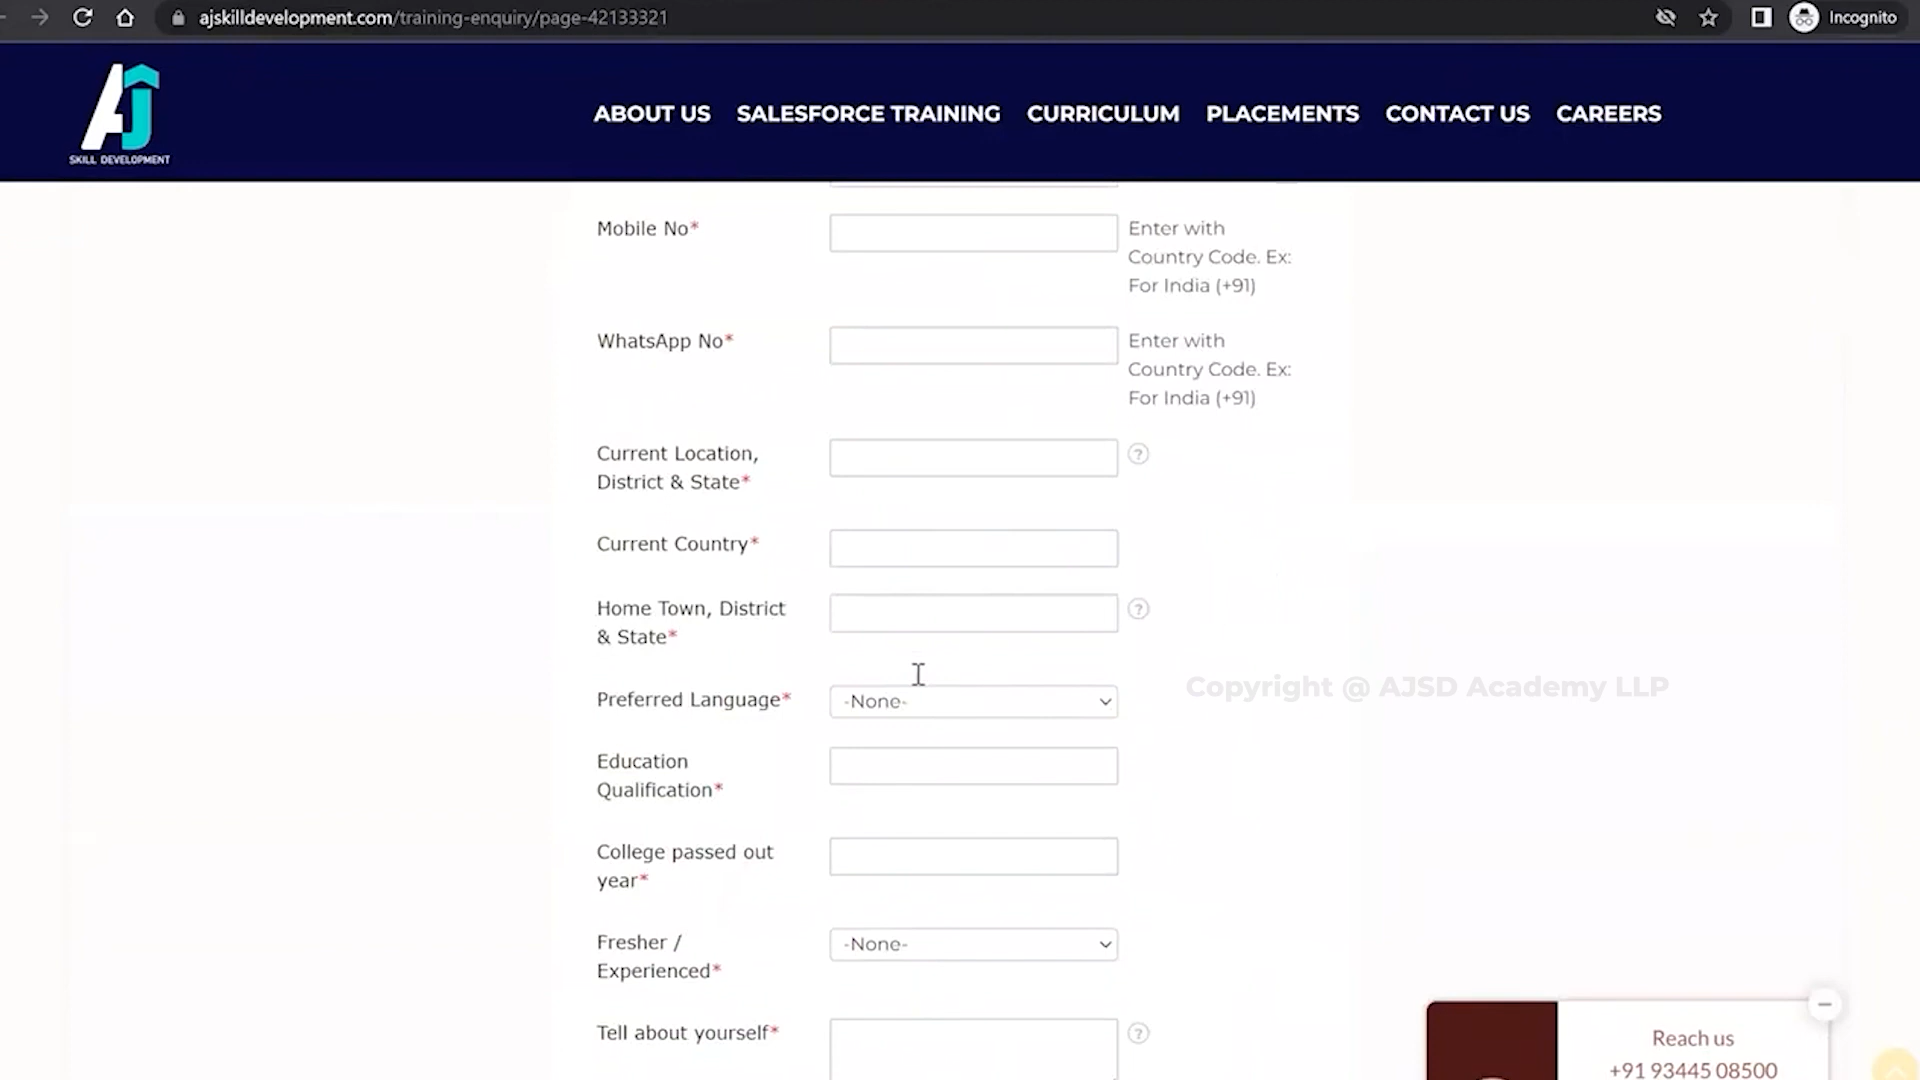 ajskilldevelopment.com/training-enquiry/page-42133321
Incognito
AJ
SKILL DEVELOPMENT
ABOUT US SALESFORCE TRAINING CURRICULUM PLACEMENTS CONTACT US CAREERS
Mobile No*
Enter with
Country Code. Ex:
For India (+91)
WhatsApp No*
Enter with
Country Code. Ex:
For India (+91)
Current Location,
District & State*
?
Current Country*
Home Town, District
& State*
?
Preferred Language*
-None-
Copyright @ AJSD Academy LLP
Education
Qualification*
College passed out
year*
Fresher /
Experienced*
-None-
Tell about yourself*
?
Reach us
+91 93445 08500